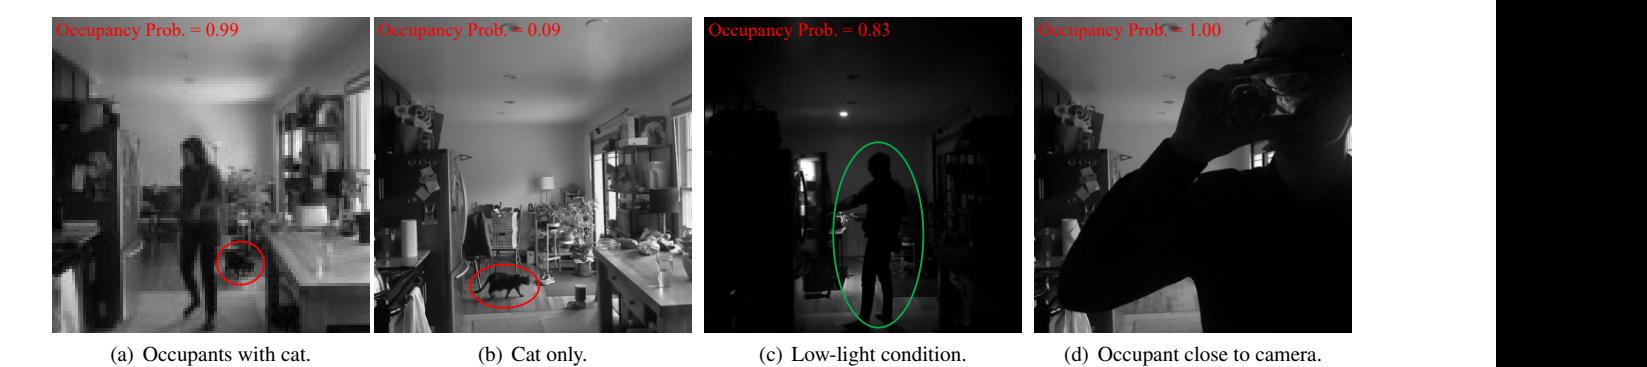 Occupancy Prob. = 0.99
Occupancy Prob. = 0.09
Occupancy Prob. = 0.83
Occupancy Prob. = 1.00
(a) Occupants with cat.
(b) Cat only.
(c) Low-light condition.
(d) Occupant close to camera.